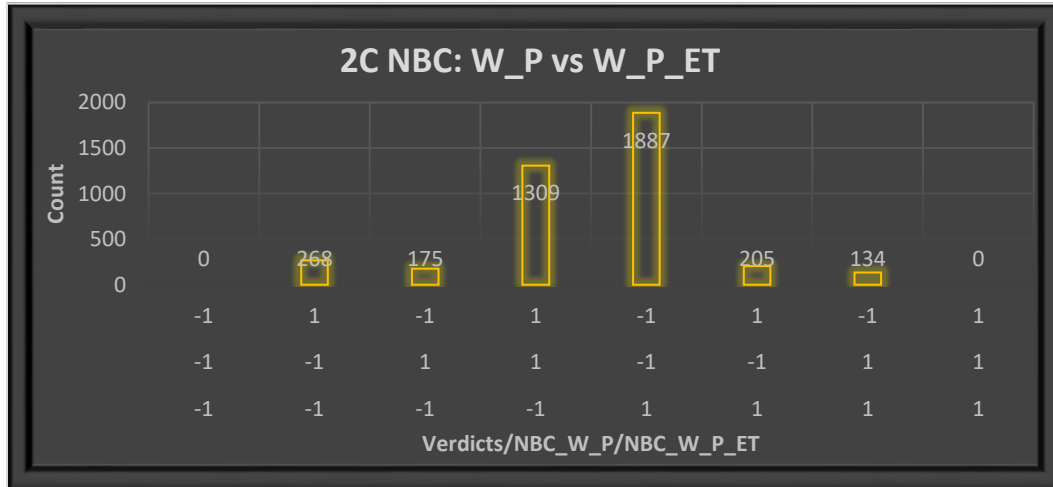 2C NBC: W_P vs W_P_ET
2000
1500
1000
500
0
Count
0 268 175 1309 1887 205 134 0
-1 1 -1 1 -1 1 -1 1
-1 -1 1 1 -1 -1 1 1
-1 -1 -1 -1 1 1 1 1
Verdicts/NBC_W_P/NBC_W_P_ET